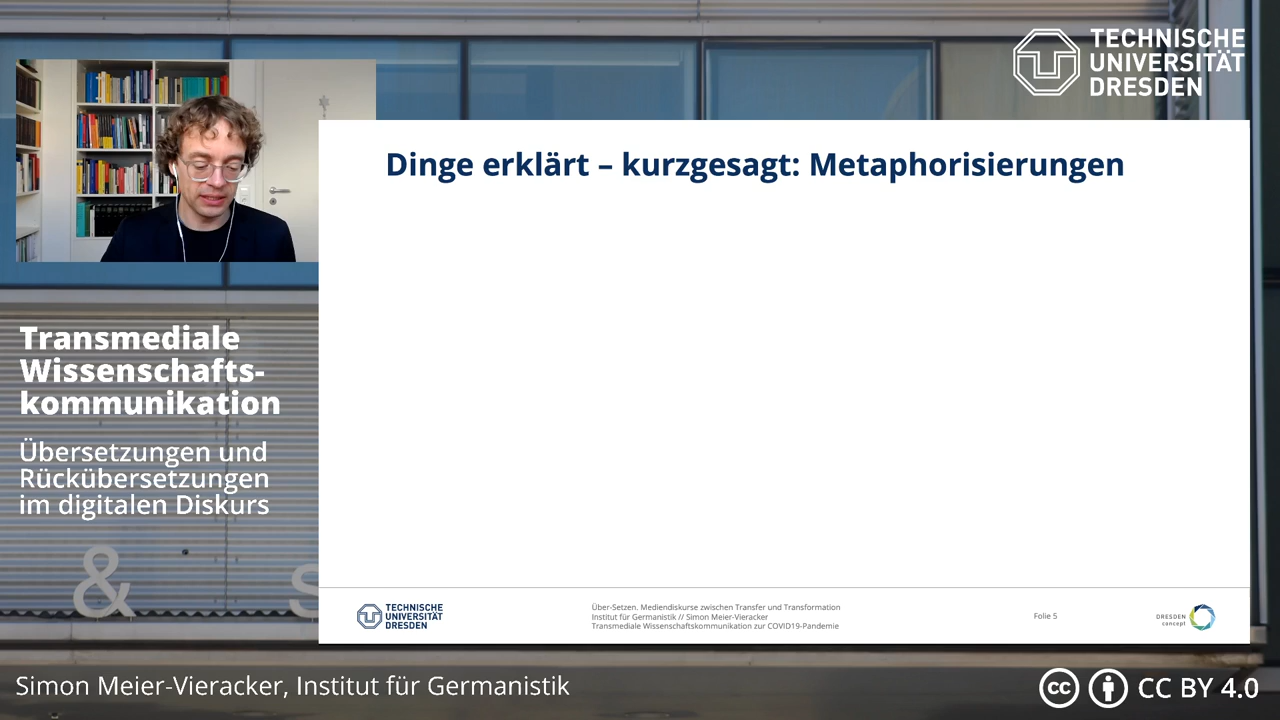 TECHNISCHE
UNIVERSITÄT
DRESDEN
Dinge erklärt – kurzgesagt: Metaphorisierungen
Transmediale
Wissenschafts-
kommunikation
Übersetzungen und
Rückübersetzungen
im digitalen Diskurs
& s
TECHNISCHE
UNIVERSITÄT
DRESDEN
Über-Setzen. Mediendiskurse zwischen Transfer und Transformation
Institut für Germanistik // Simon Meier-Vieracker
Transmediale Wissenschaftskommunikation zur COVID19-Pandemie
Folie 5
DRESDEN
concept
Simon Meier-Vieracker, Institut für Germanistik
cc CC BY 4.0